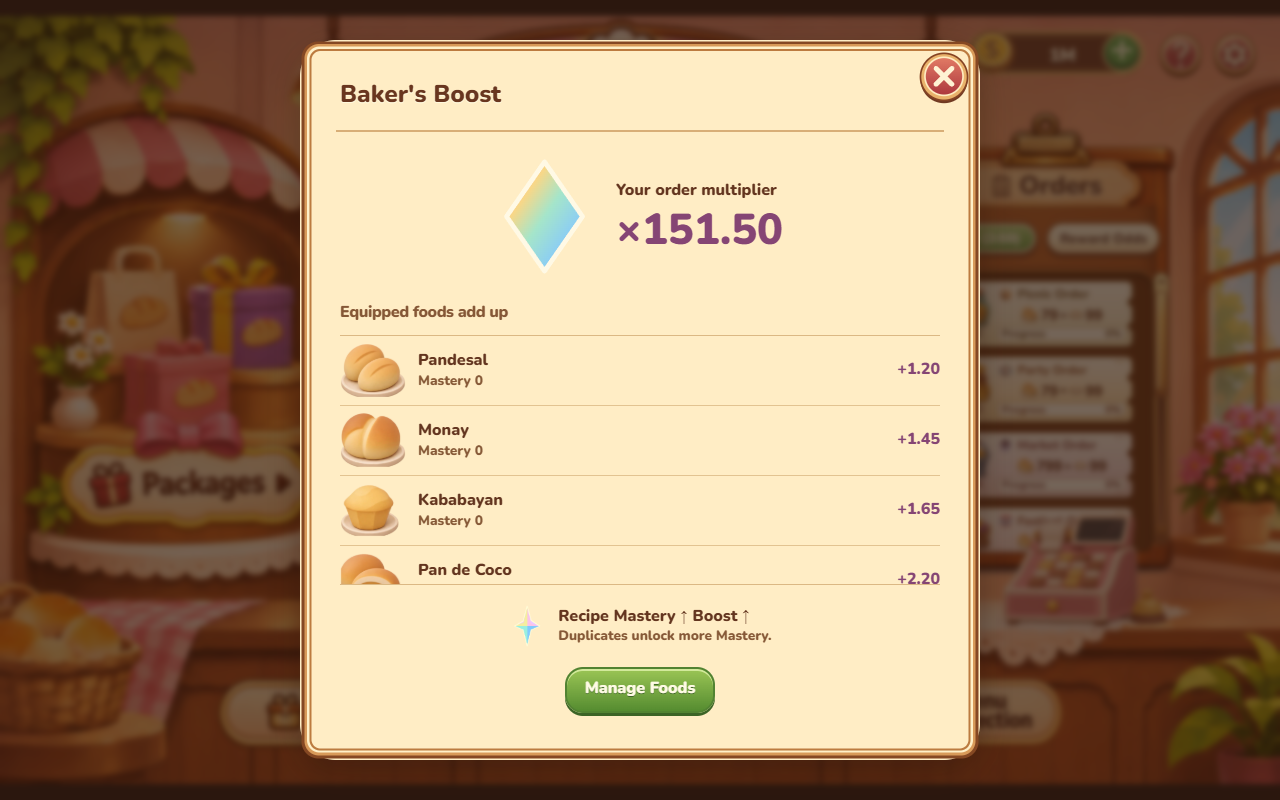 Baker's Boost
Your order multiplier
×151.50
Equipped foods add up
Pandesal
Mastery 0
+1.20
Monay
Mastery 0
+1.45
Kababayan
Mastery 0
+1.65
Pan de Coco
+2.20
Recipe Mastery ↑ Boost ↑
Duplicates unlock more Mastery.
Manage Foods
Packages
Orders
Reward Odds